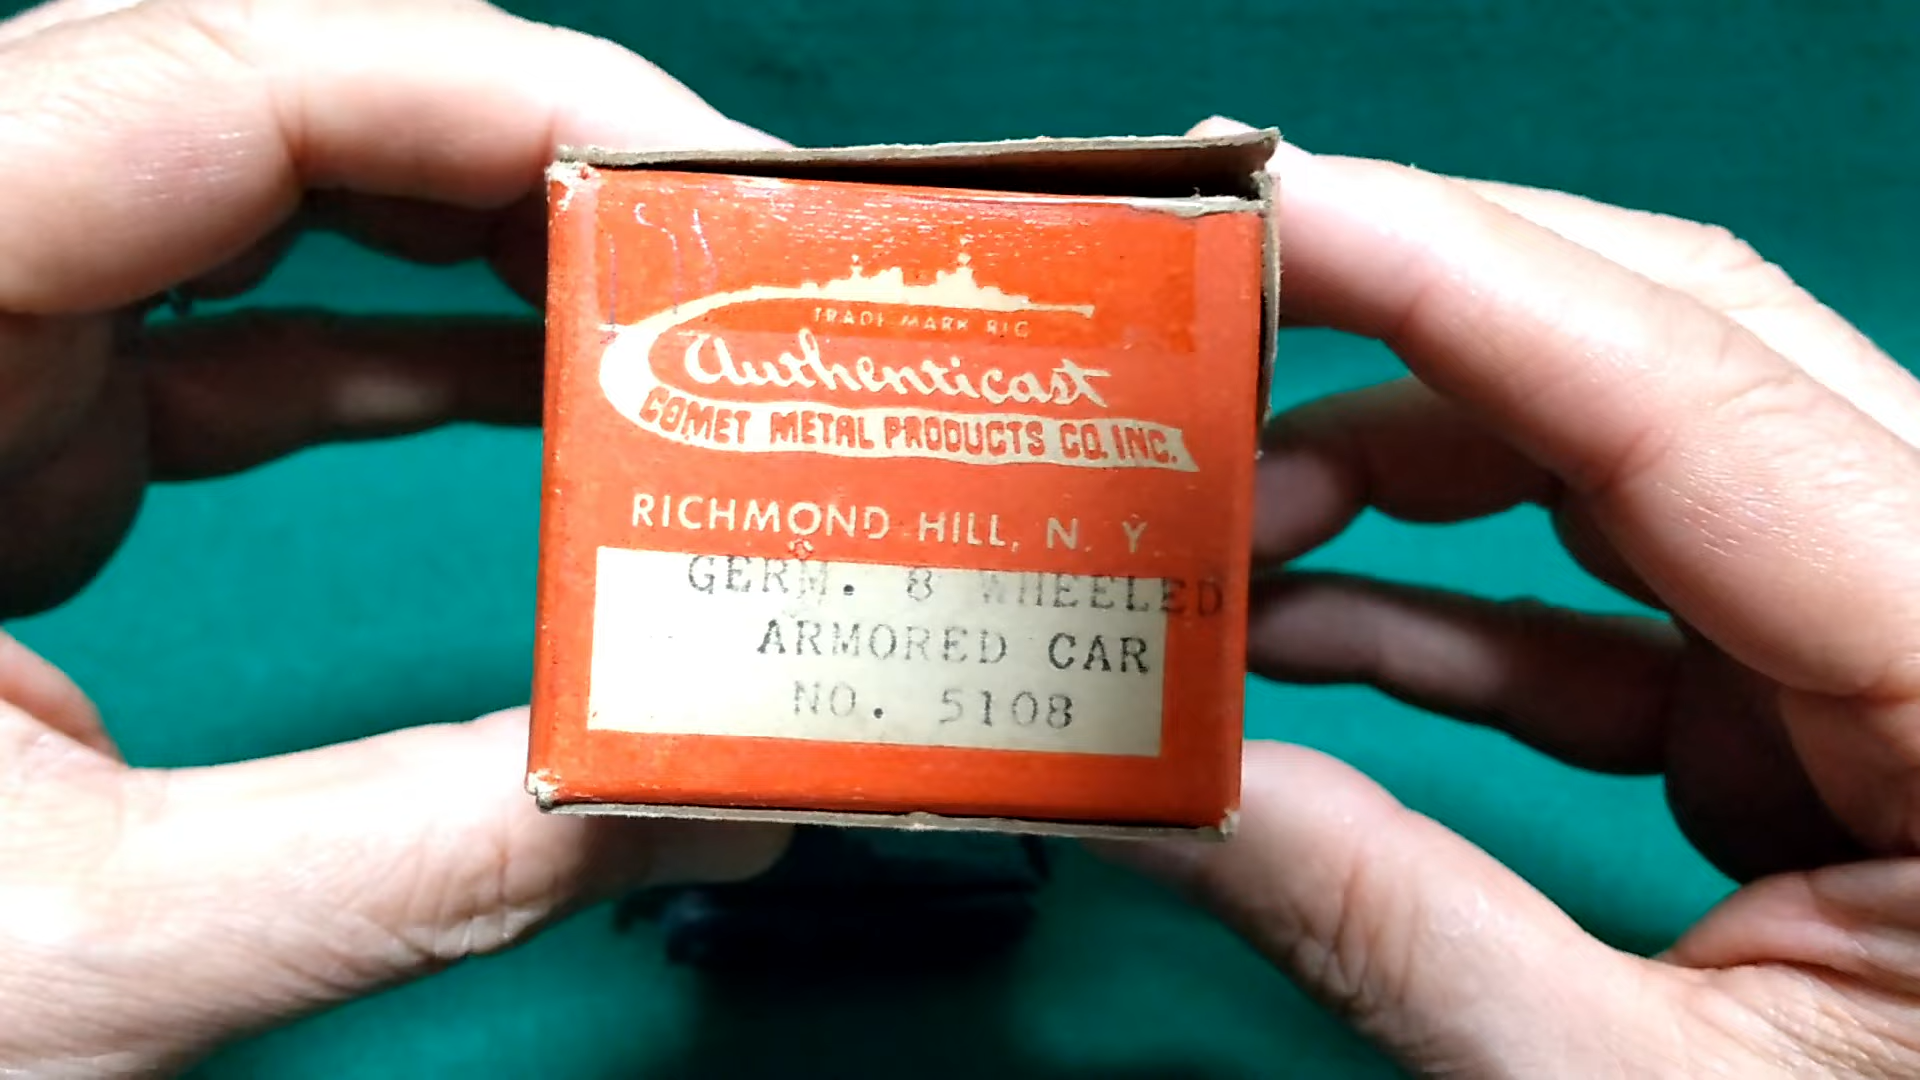 TRADE MARK REG
Authenticast
COMET METAL PRODUCTS CO. INC.
RICHMOND HILL, N. Y.
GERM. 8 WHEELED
ARMORED CAR
NO. 5108